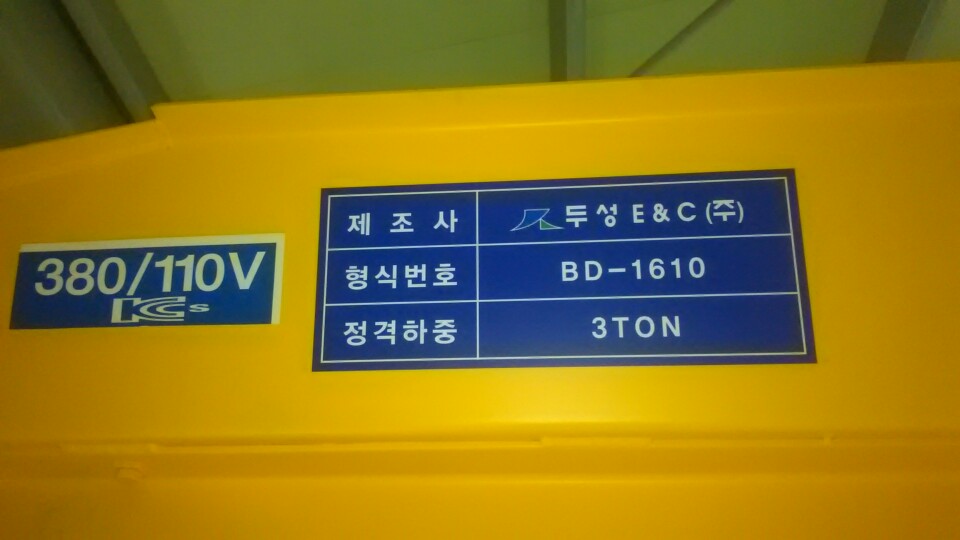 380/110V
KCs
제조사 두성 E&C (주)
형식번호 BD-1610
정격하중 3TON